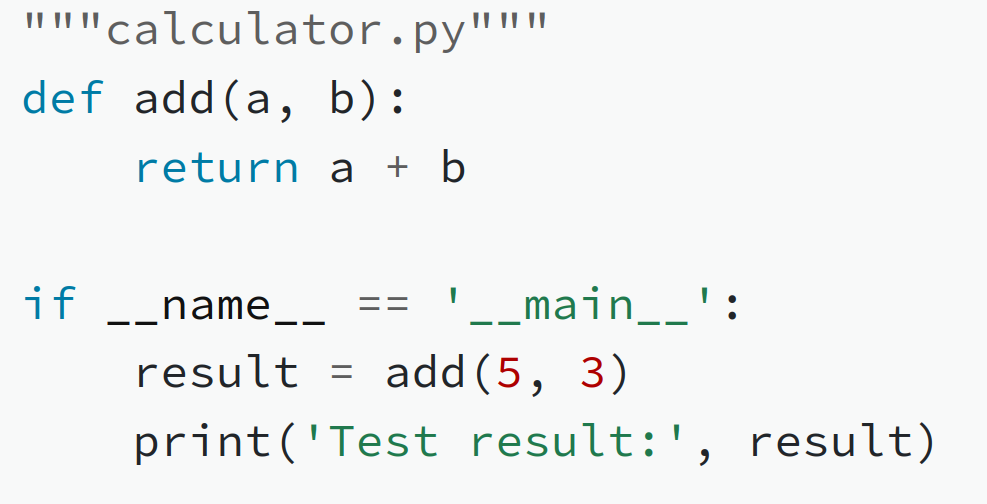 """calculator.py"""
def add(a, b):
    return a + b
if __name__ == '__main__':
    result = add(5, 3)
    print('Test result:', result)